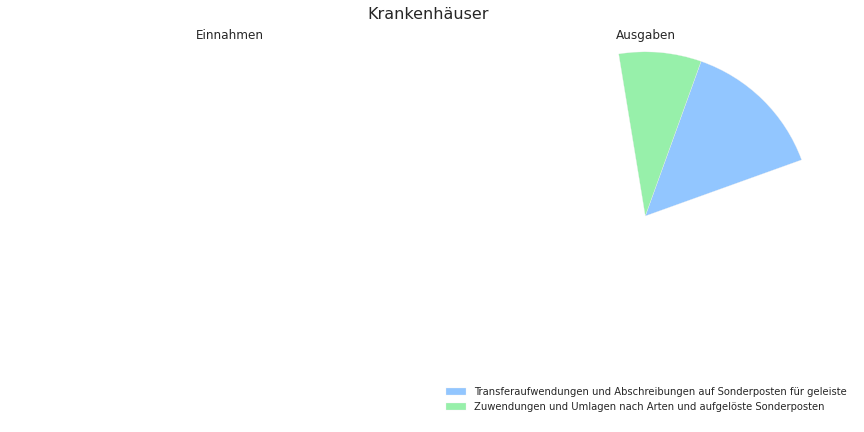 Krankenhäuser
Einnahmen
Ausgaben
Transferaufwendungen und Abschreibungen auf Sonderposten für geleiste
Zuwendungen und Umlagen nach Arten und aufgelöste Sonderposten